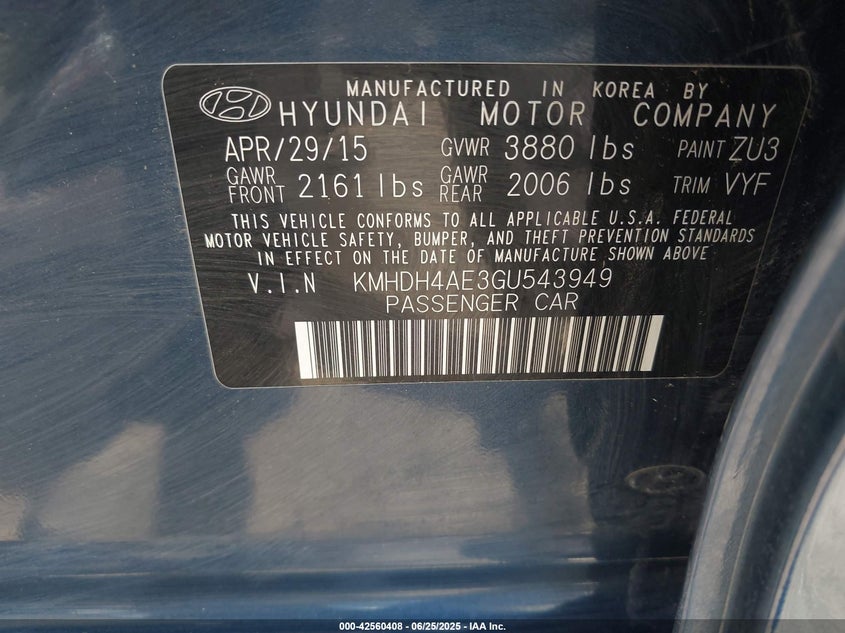 MANUFACTURED IN KOREA BY
HYUNDAI MOTOR COMPANY
APR/29/15 GVWR 3880 lbs PAINT ZU3
GAWR FRONT 2161 lbs GAWR REAR 2006 lbs TRIM VYF
THIS VEHICLE CONFORMS TO ALL APPLICABLE U.S.A. FEDERAL
MOTOR VEHICLE SAFETY, BUMPER, AND THEFT PREVENTION STANDARDS
IN EFFECT ON THE DATE OF MANUFACTURE SHOWN ABOVE
V.I.N KMHDH4AE3GU543949
PASSENGER CAR
000-42560408 - 06/25/2025 - IAA Inc.